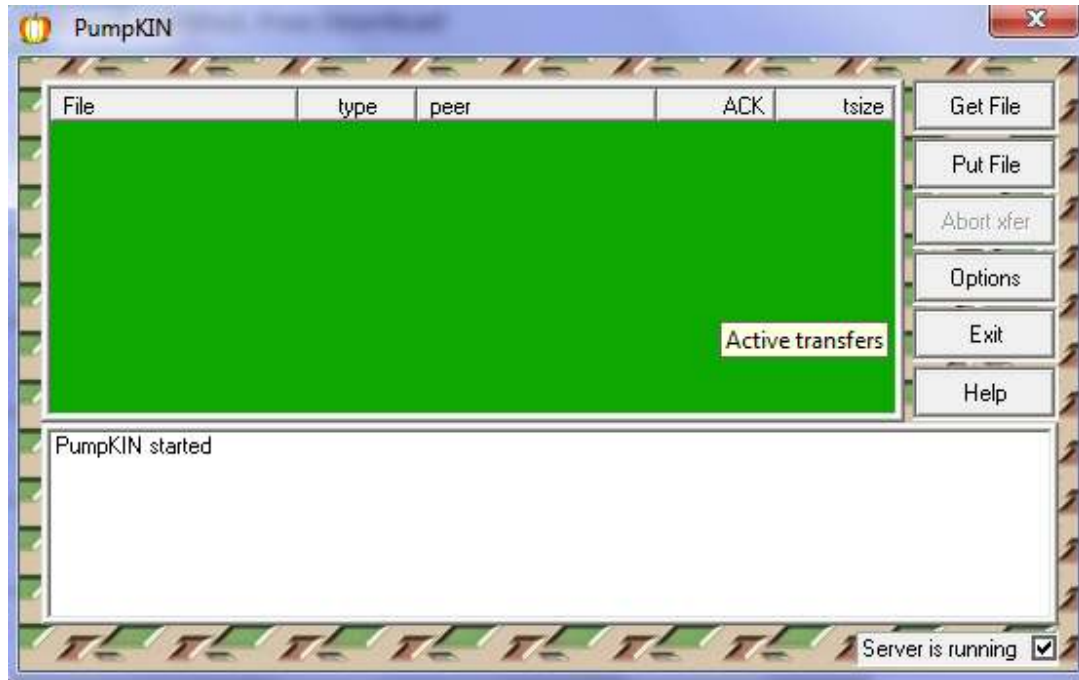 PumpKIN
File type peer ACK tsize
Get File
Put File
Abort xfer
Options
Active transfers
Exit
Help
PumpKIN started
Server is running